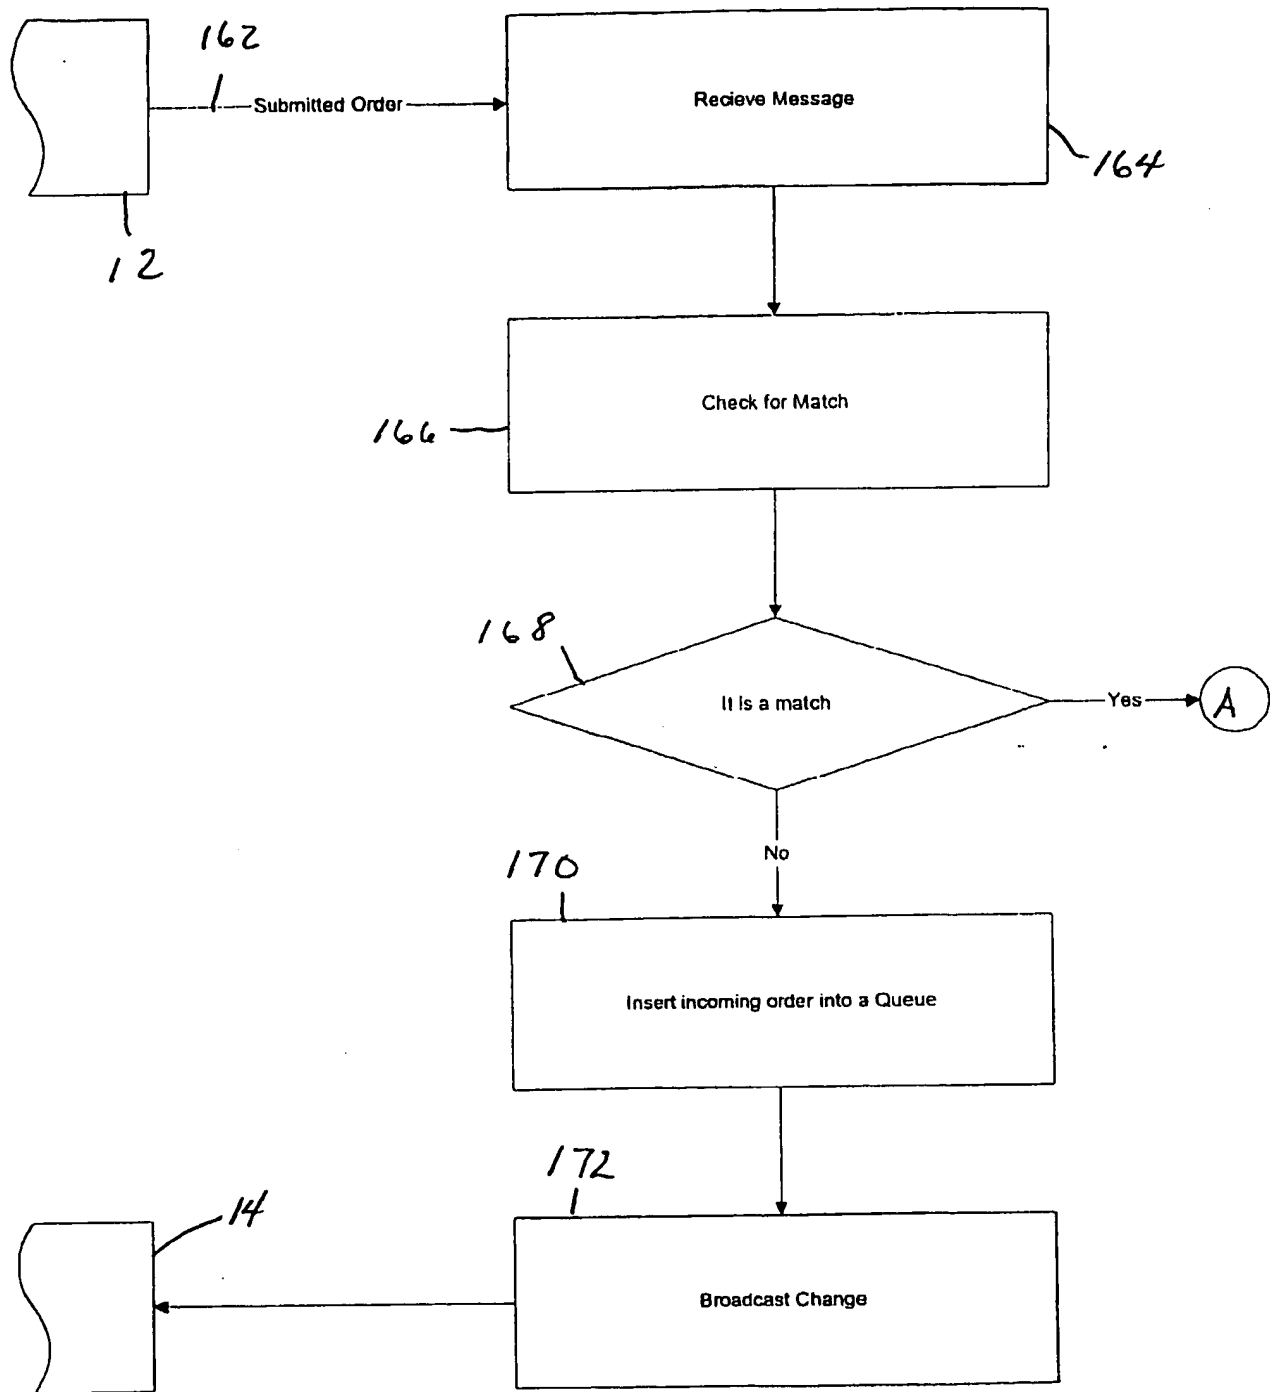 162
Submitted Order
Recieve Message
164
12
Check for Match
166
168
It is a match
Yes
A
No
170
Insert incoming order into a Queue
172
14
Broadcast Change